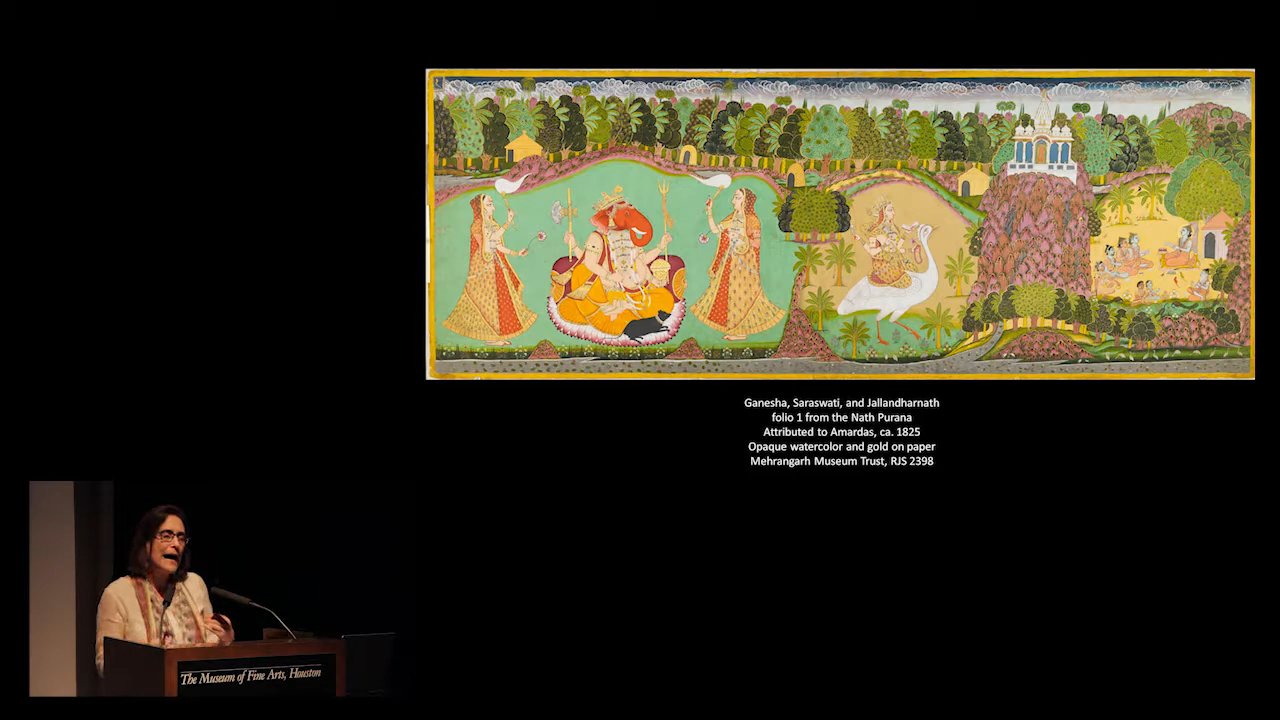 Ganesha, Saraswati, and Jallandharnath
folio 1 from the Nath Purana
Attributed to Amardas, ca. 1825
Opaque watercolor and gold on paper
Mehrangarh Museum Trust, RJS 2398
The Museum of Fine Arts, Houston